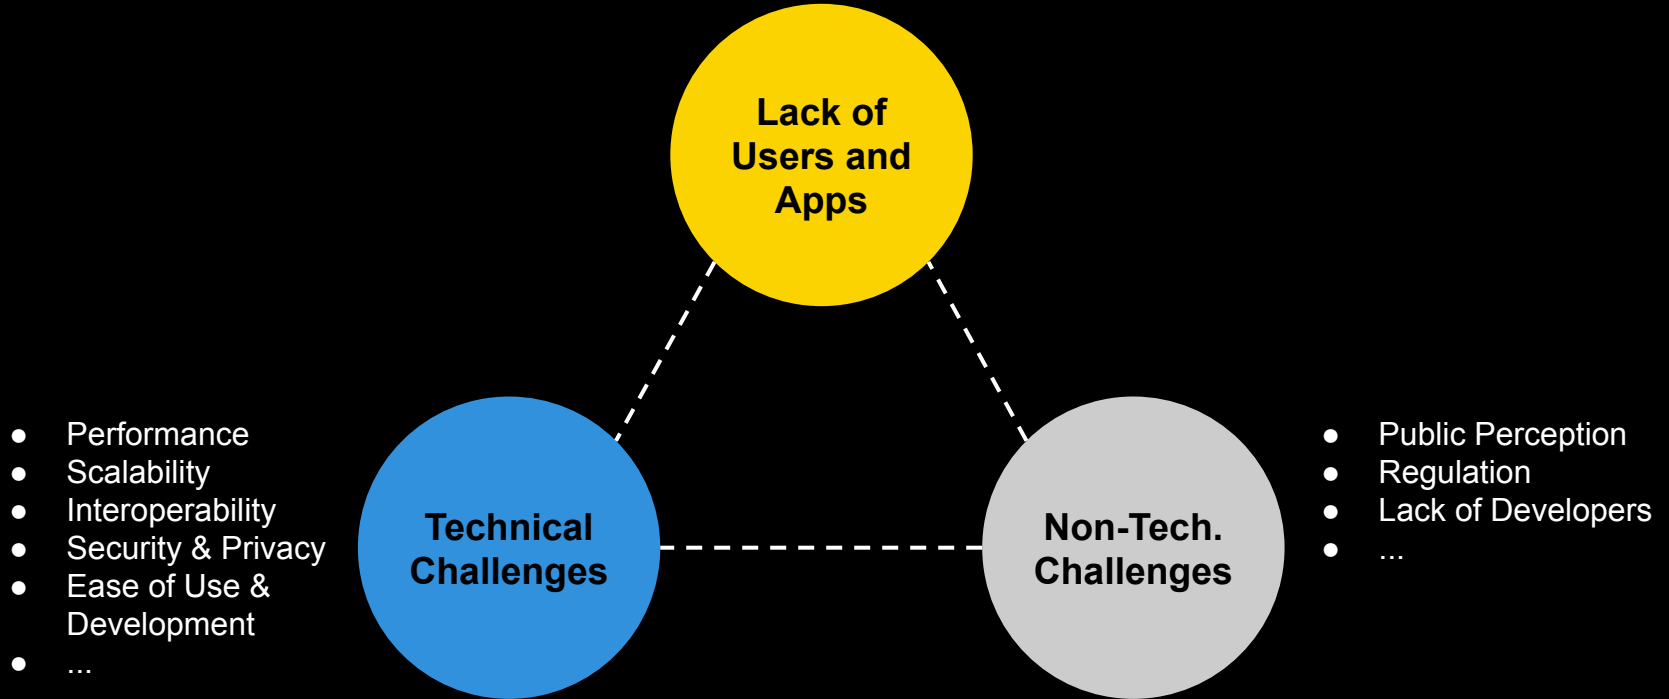 Lack of
Users and
Apps
● Performance
● Scalability
● Interoperability
● Security & Privacy
● Ease of Use &
Development
● ...
Technical
Challenges
Non-Tech.
Challenges
● Public Perception
● Regulation
● Lack of Developers
● ...